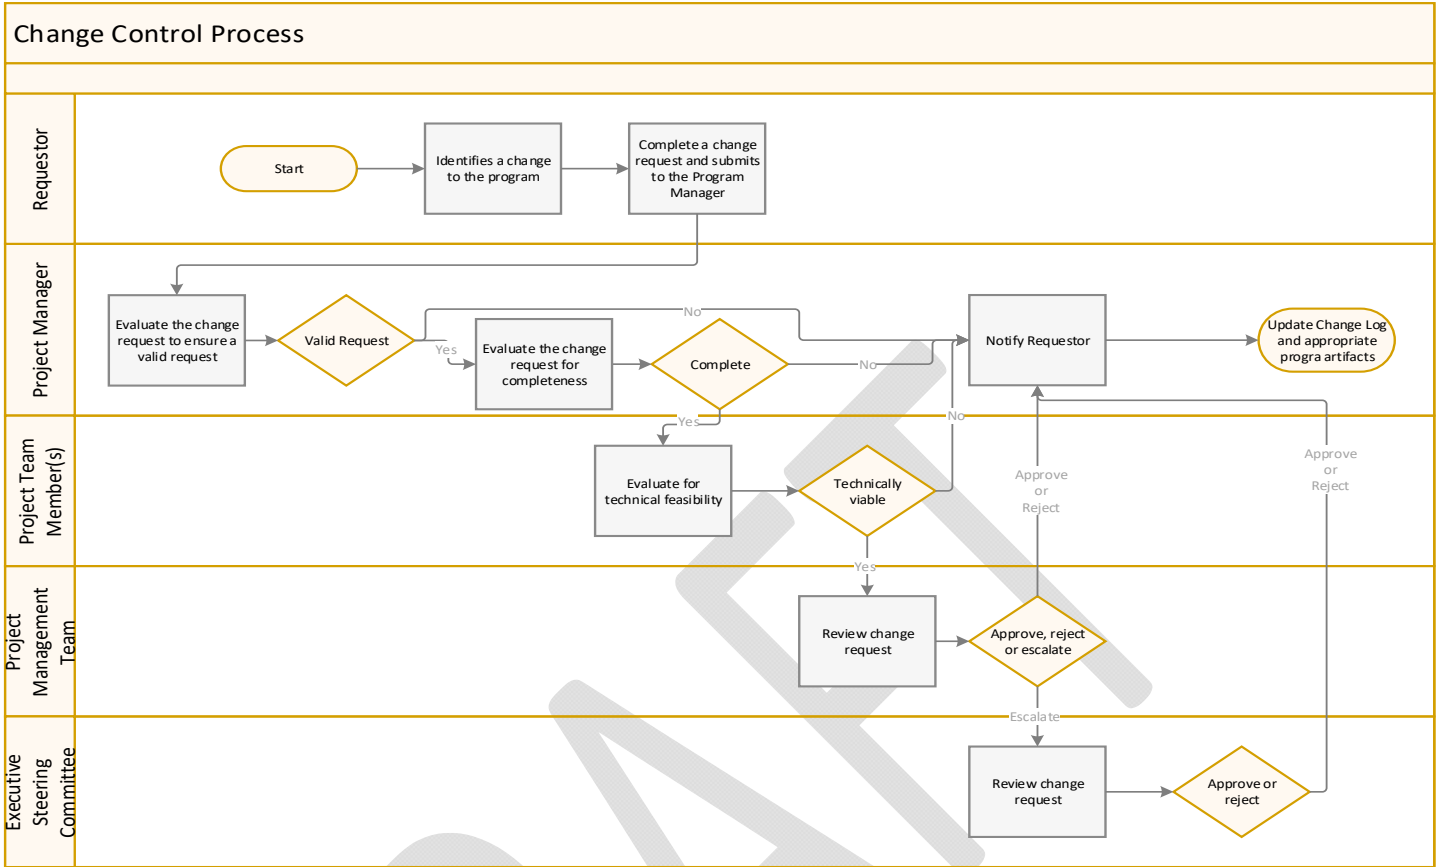 Change Control Process
Requestor
Start
Identifies a change
to the program
Complete a change
request and submits
to the Program
Manager
Project Manager
Evaluate the change
request to ensure a
valid request
Valid Request
No
Yes
Evaluate the change
request for
completeness
Complete
No
Notify Requestor
Update Change Log
and appropriate
progra artifacts
Project Team
Member(s)
Yes
Evaluate for
technical feasibility
Technically
viable
No
Approve
or
Reject
Approve
or
Reject
Project
Management
Team
Yes
Review change
request
Approve, reject
or escalate
Executive
Steering
Committee
Escalate
Review change
request
Approve or
reject